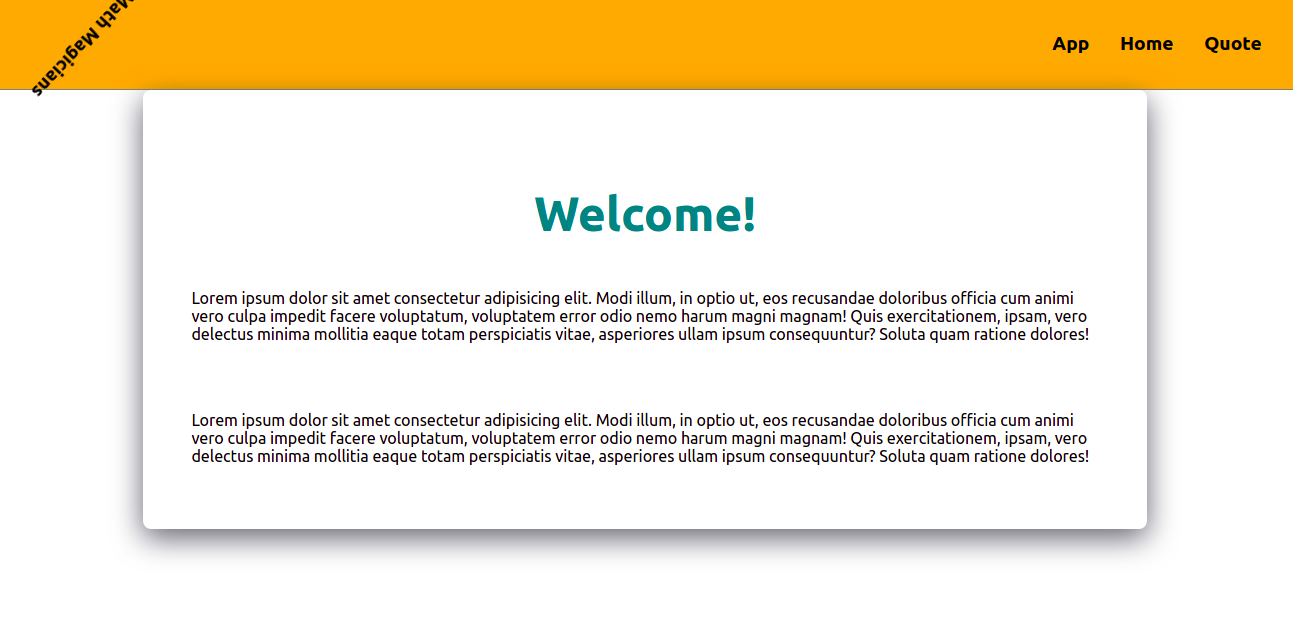 Math Magicians
App Home Quote
Welcome!
Lorem ipsum dolor sit amet consectetur adipisicing elit. Modi illum, in optio ut, eos recusandae doloribus officia cum animi
vero culpa impedit facere voluptatum, voluptatem error odio nemo harum magni magnam! Quis exercitationem, ipsam, vero
delectus minima mollitia eaque totam perspiciatis vitae, asperiores ullam ipsum consequuntur? Soluta quam ratione dolores!
Lorem ipsum dolor sit amet consectetur adipisicing elit. Modi illum, in optio ut, eos recusandae doloribus officia cum animi
vero culpa impedit facere voluptatum, voluptatem error odio nemo harum magni magnam! Quis exercitationem, ipsam, vero
delectus minima mollitia eaque totam perspiciatis vitae, asperiores ullam ipsum consequuntur? Soluta quam ratione dolores!